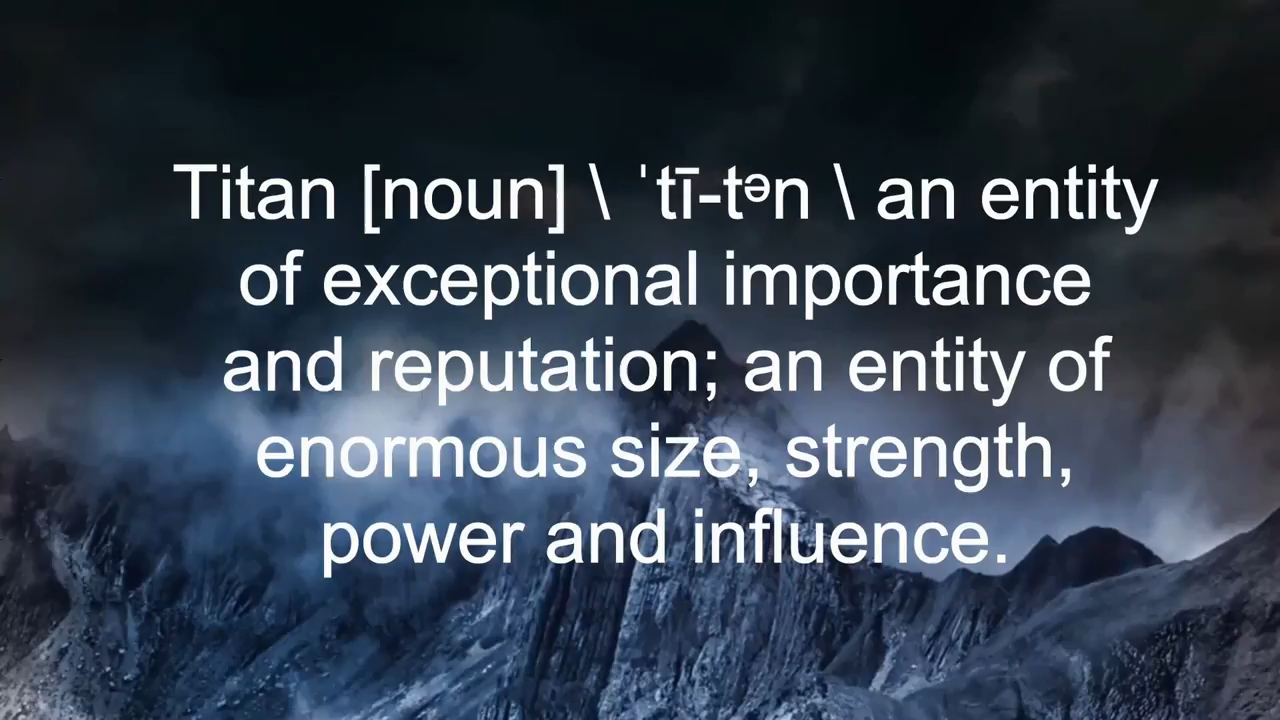 Titan [noun] \ ˈtī-tᵊn \ an entity
of exceptional importance
and reputation; an entity of
enormous size, strength,
power and influence.